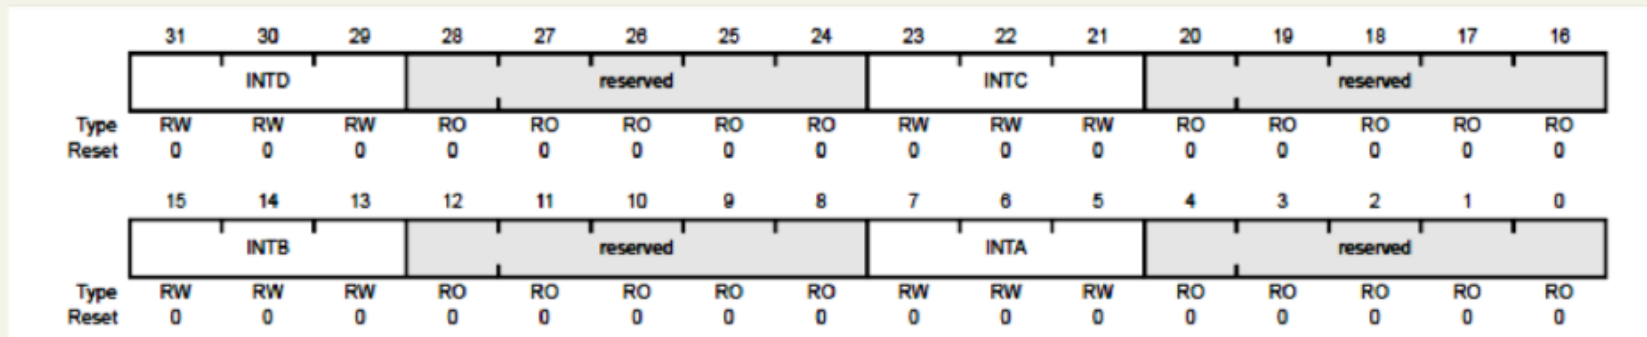 31 30 29 28 27 26 25 24 23 22 21 20 19 18 17 16
INTD reserved INTC reserved
Type RW RW RW RO RO RO RO RO RW RW RW RO RO RO RO RO
Reset 0 0 0 0 0 0 0 0 0 0 0 0 0 0 0 0
15 14 13 12 11 10 9 8 7 6 5 4 3 2 1 0
INTB reserved INTA reserved
Type RW RW RW RO RO RO RO RO RW RW RW RO RO RO RO RO
Reset 0 0 0 0 0 0 0 0 0 0 0 0 0 0 0 0